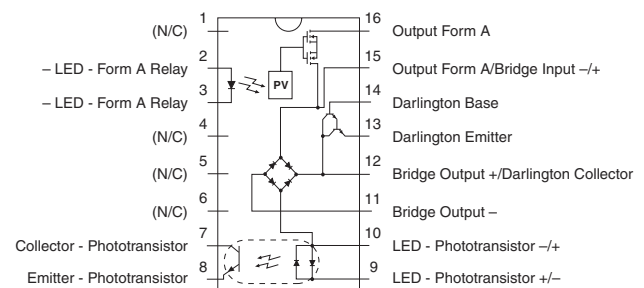 1 16
(N/C) Output Form A
2 15
– LED - Form A Relay Output Form A/Bridge Input –/+
PV
3 14
– LED - Form A Relay Darlington Base
4 13
(N/C) Darlington Emitter
5 12
(N/C) Bridge Output +/Darlington Collector
6 11
(N/C) Bridge Output –
7 10
Collector - Phototransistor LED - Phototransistor –/+
8 9
Emitter - Phototransistor LED - Phototransistor +/–